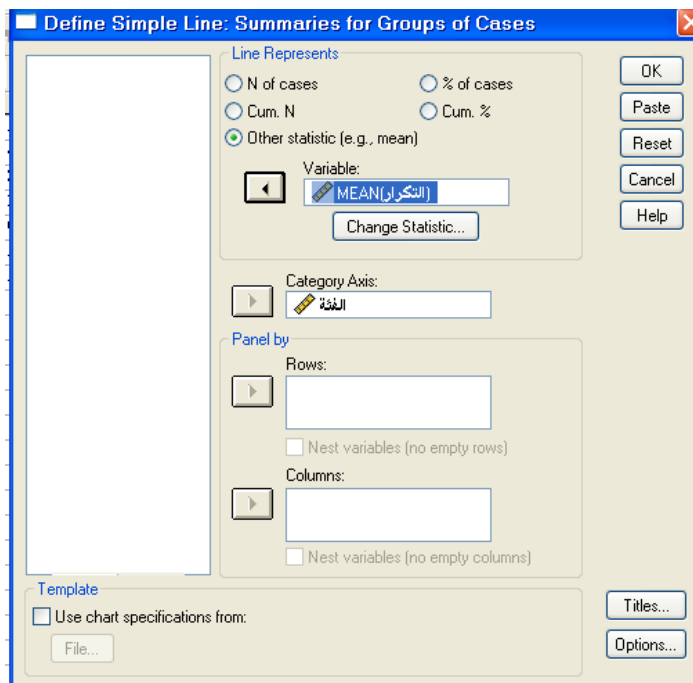 Define Simple Line: Summaries for Groups of Cases
Line Represents
N of cases
% of cases
Cum. N
Cum. %
Other statistic (e.g., mean)
Variable:
MEAN(التكرار)
Change Statistic...
Category Axis:
الفئة
Panel by
Rows:
Nest variables (no empty rows)
Columns:
Nest variables (no empty columns)
Template
Use chart specifications from:
File...
OK
Paste
Reset
Cancel
Help
Titles...
Options...